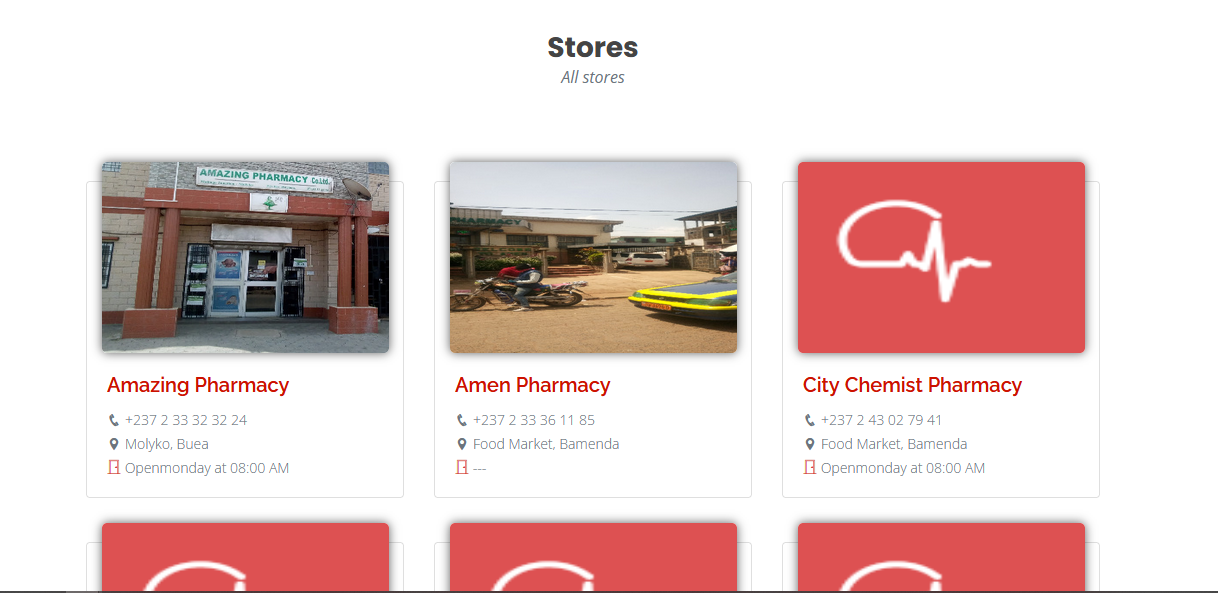 Stores
All stores
AMAZING PHARMACY Co.Ltd.
Amazing Pharmacy
+237 2 33 32 32 24
Molyko, Buea
Openmonday at 08:00 AM
Amen Pharmacy
+237 2 33 36 11 85
Food Market, Bamenda
---
City Chemist Pharmacy
+237 2 43 02 79 41
Food Market, Bamenda
Openmonday at 08:00 AM